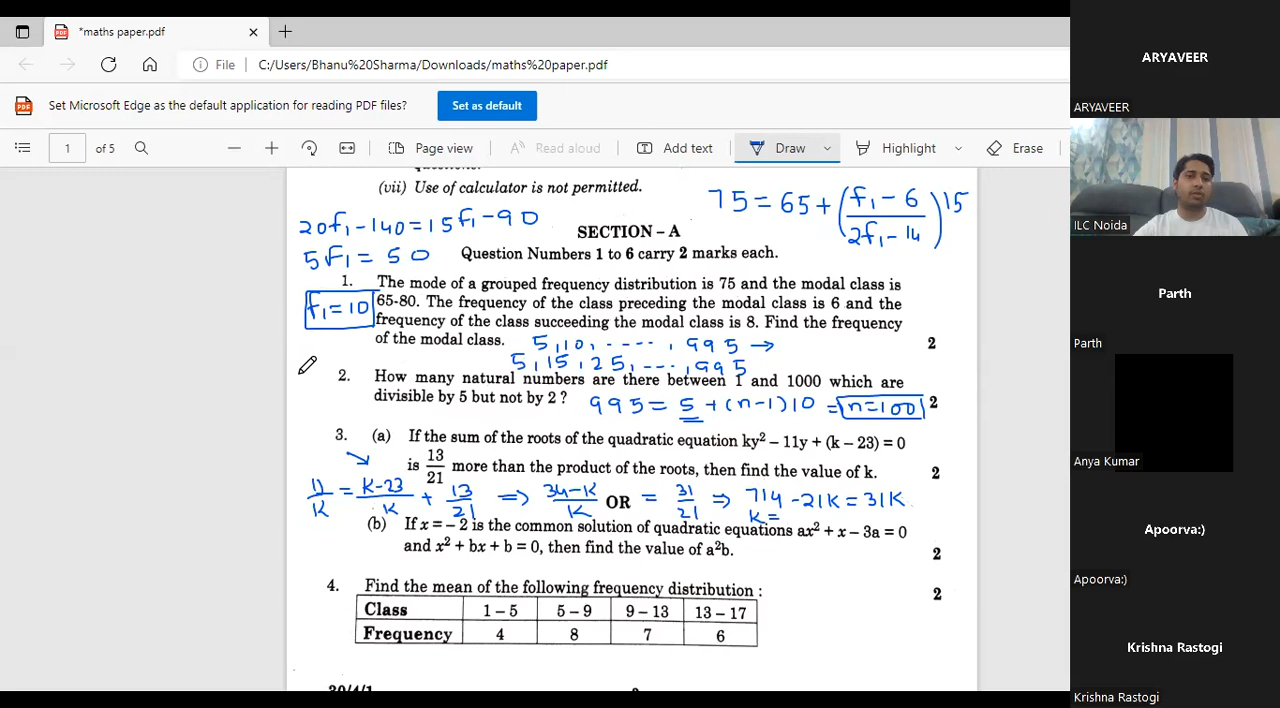 *maths paper.pdf
File C:/Users/Bhanu%20Sharma/Downloads/maths%20paper.pdf
Set Microsoft Edge as the default application for reading PDF files? Set as default
1 of 5 Page view Read aloud Add text Draw Highlight Erase
(vii) Use of calculator is not permitted.
75 = 65 + (f₁ - 6 / 2f₁ - 14) 15
20f₁ - 140 = 15f₁ - 90
SECTION – A
5f₁ = 50
Question Numbers 1 to 6 carry 2 marks each.
1. The mode of a grouped frequency distribution is 75 and the modal class is
f₁ = 10
65-80. The frequency of the class preceding the modal class is 6 and the
frequency of the class succeeding the modal class is 8. Find the frequency
of the modal class. 2
5, 10, ....., 995 →
5, 15, 25, ...., 995
2. How many natural numbers are there between 1 and 1000 which are
divisible by 5 but not by 2 ? 2
995 = 5 + (n-1) 10 = n=100
3. (a) If the sum of the roots of the quadratic equation ky² – 11y + (k – 23) = 0
is 13/21 more than the product of the roots, then find the value of k. 2
11/K = K-23/K + 13/21 ⇒ 34-K/K = 31/21 ⇒ 714 - 21K = 31K
OR
K =
(b) If x = – 2 is the common solution of quadratic equations ax² + x – 3a = 0
and x² + bx + b = 0, then find the value of a²b. 2
4. Find the mean of the following frequency distribution : 2
Class 1 – 5 5 – 9 9 – 13 13 – 17
Frequency 4 8 7 6
ARYAVEER
ARYAVEER
ILC Noida
Parth
Parth
Anya Kumar
Apoorva:)
Apoorva:)
Krishna Rastogi
Krishna Rastogi